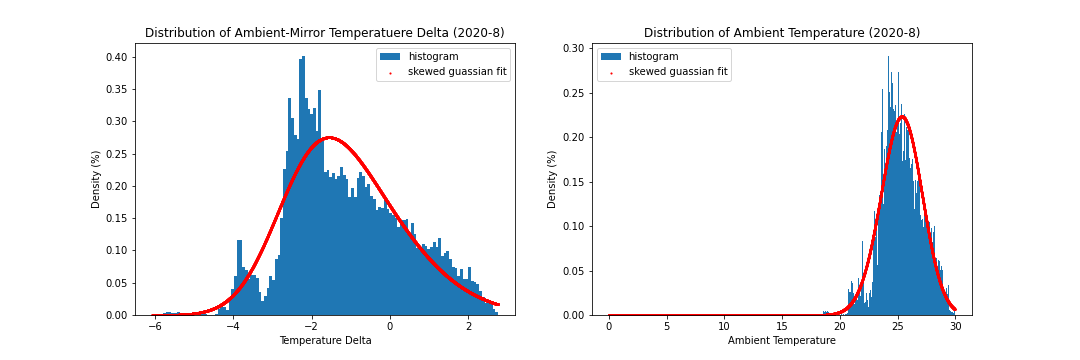 Distribution of Ambient-Mirror Temperatuere Delta (2020-8)
histogram
skewed guassian fit
Density (%)
0.40
0.35
0.30
0.25
0.20
0.15
0.10
0.05
0.00
−6
−4
−2
0
2
Temperature Delta
Distribution of Ambient Temperature (2020-8)
histogram
skewed guassian fit
Density (%)
0.30
0.25
0.20
0.15
0.10
0.05
0.00
0
5
10
15
20
25
30
Ambient Temperature